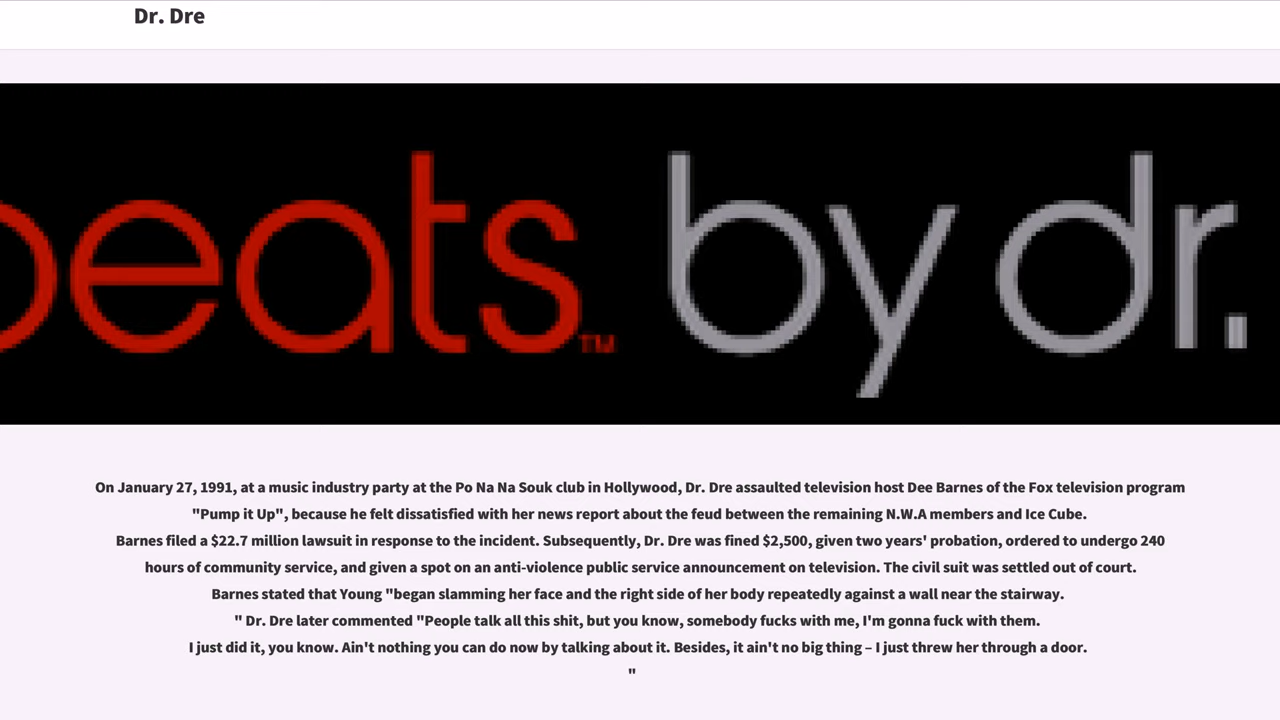 Dr. Dre
beats™ by dr.
On January 27, 1991, at a music industry party at the Po Na Na Souk club in Hollywood, Dr. Dre assaulted television host Dee Barnes of the Fox television program
"Pump it Up", because he felt dissatisfied with her news report about the feud between the remaining N.W.A members and Ice Cube.
Barnes filed a $22.7 million lawsuit in response to the incident. Subsequently, Dr. Dre was fined $2,500, given two years' probation, ordered to undergo 240
hours of community service, and given a spot on an anti-violence public service announcement on television. The civil suit was settled out of court.
Barnes stated that Young "began slamming her face and the right side of her body repeatedly against a wall near the stairway.
" Dr. Dre later commented "People talk all this shit, but you know, somebody fucks with me, I'm gonna fuck with them.
I just did it, you know. Ain't nothing you can do now by talking about it. Besides, it ain't no big thing – I just threw her through a door.
"